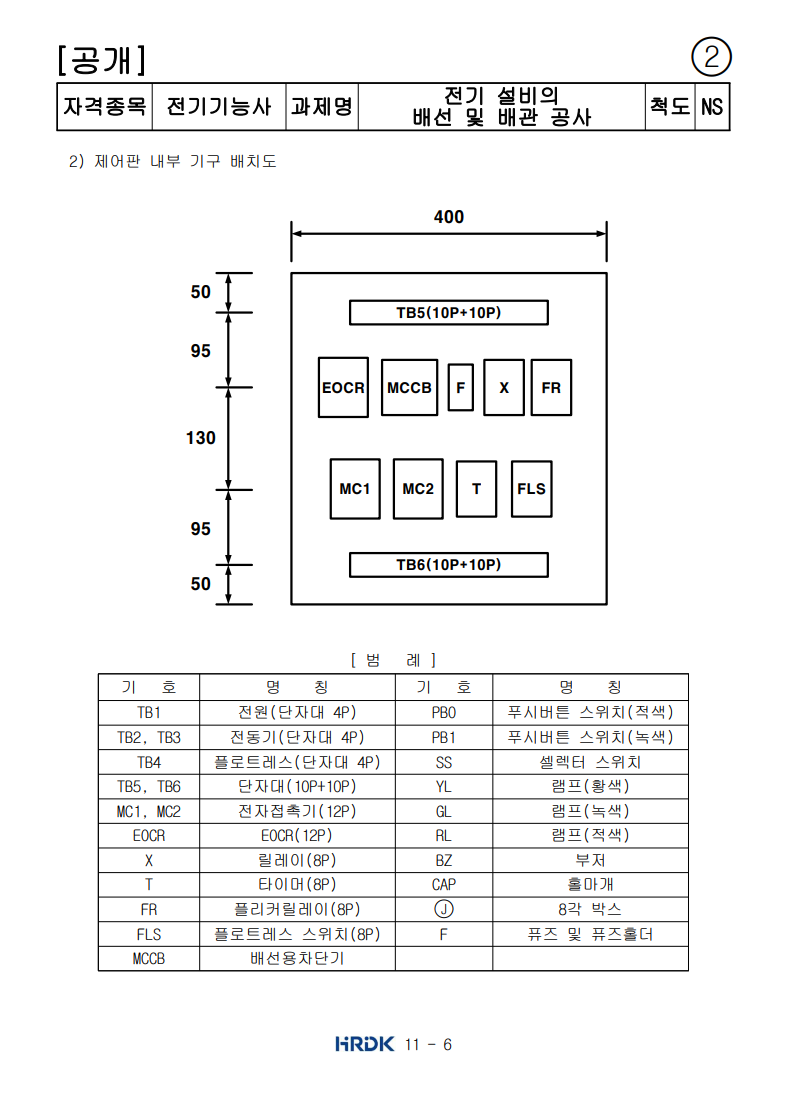 [공개]
②
자격종목 전기기능사 과제명 전기 설비의 배선 및 배관 공사 척도 NS
2) 제어판 내부 기구 배치도
400
50
TB5(10P+10P)
95
EOCR MCCB F X FR
130
MC1 MC2 T FLS
95
TB6(10P+10P)
50
[ 범 례 ]
기 호 명 칭 기 호 명 칭
TB1 전원(단자대 4P) PB0 푸시버튼 스위치(적색)
TB2, TB3 전동기(단자대 4P) PB1 푸시버튼 스위치(녹색)
TB4 플로트레스(단자대 4P) SS 셀렉터 스위치
TB5, TB6 단자대(10P+10P) YL 램프(황색)
MC1, MC2 전자접촉기(12P) GL 램프(녹색)
EOCR EOCR(12P) RL 램프(적색)
X 릴레이(8P) BZ 부저
T 타이머(8P) CAP 홀마개
FR 플리커릴레이(8P) Ⓙ 8각 박스
FLS 플로트레스 스위치(8P) F 퓨즈 및 퓨즈홀더
MCCB 배선용차단기
HRDK 11 - 6